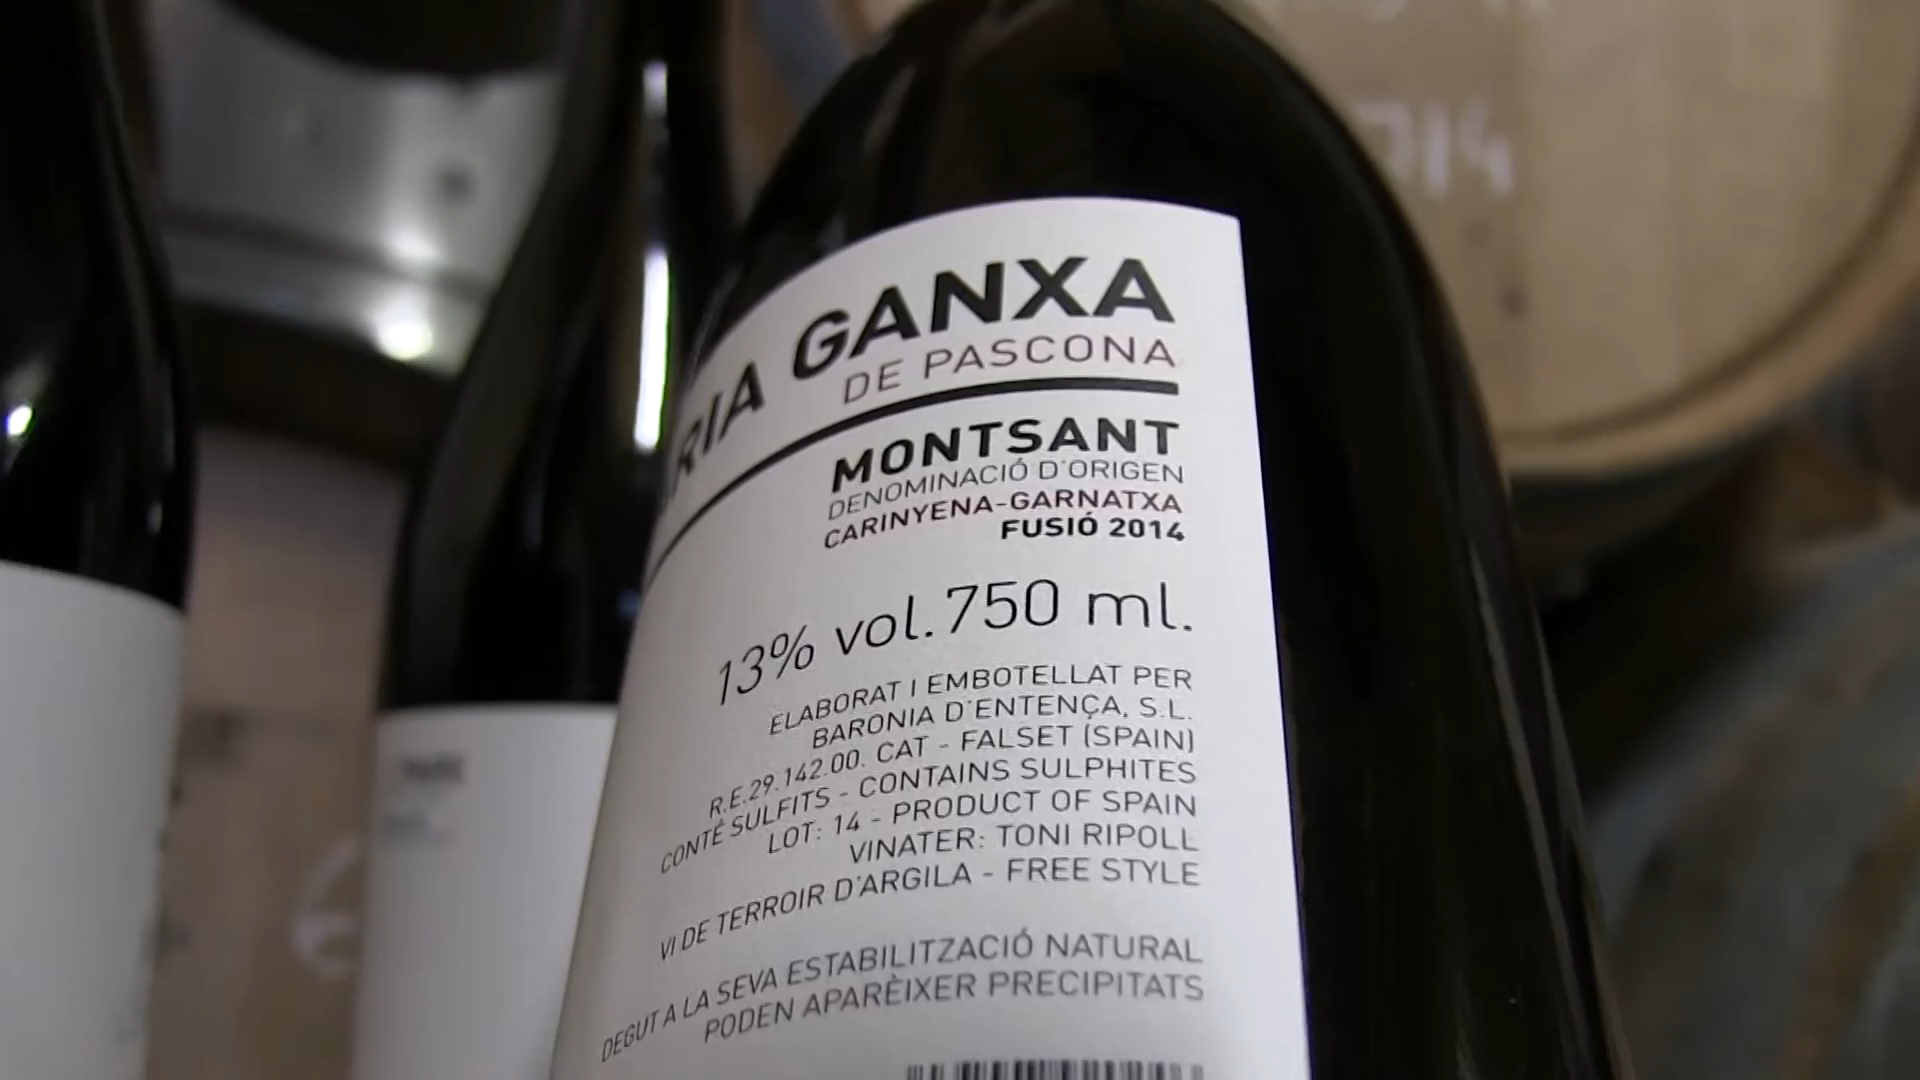 RIA GANXA
DE PASCONA
MONTSANT
DENOMINACIÓ D'ORIGEN
CARINYENA-GARNATXA
FUSIÓ 2014
13% vol. 750 ml.
ELABORAT I EMBOTELLAT PER
BARONIA D'ENTENÇA, S.L.
R.E.29.142.00. CAT - FALSET (SPAIN)
CONTÉ SULFITS - CONTAINS SULPHITES
LOT: 14 - PRODUCT OF SPAIN
VINATER: TONI RIPOLL
VI DE TERROIR D'ARGILA - FREE STYLE
DEGUT A LA SEVA ESTABILITZACIÓ NATURAL
PODEN APARÈIXER PRECIPITATS